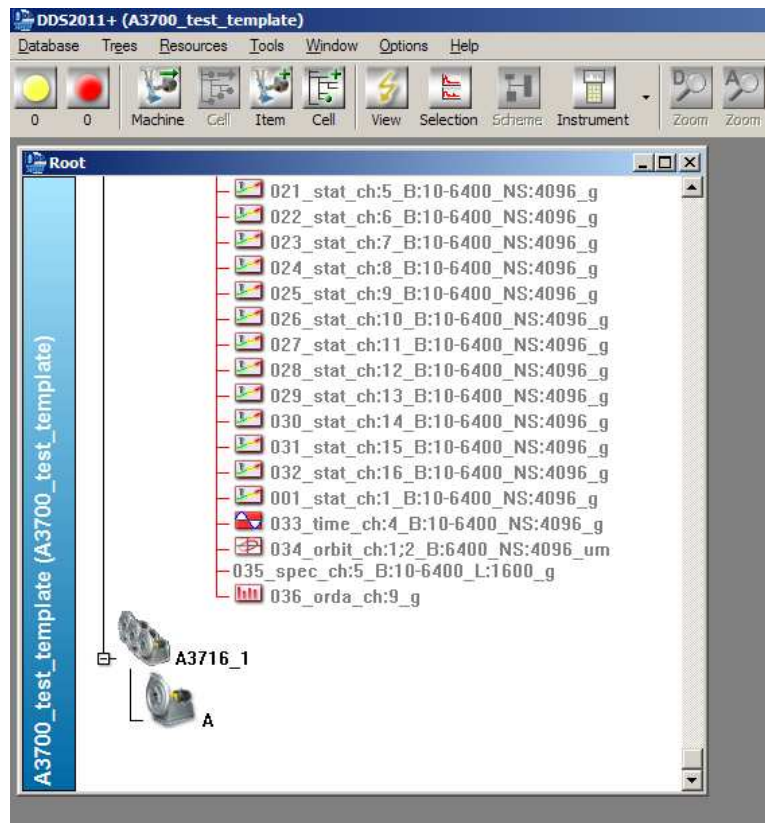 DDS2011+ (A3700_test_template)
Database Trees Resources Tools Window Options Help
0 0 Machine Cell Item Cell View Selection Scheme Instrument Zoom Zoom
Root
021_stat_ch:5_B:10-6400_NS:4096_g
022_stat_ch:6_B:10-6400_NS:4096_g
023_stat_ch:7_B:10-6400_NS:4096_g
024_stat_ch:8_B:10-6400_NS:4096_g
025_stat_ch:9_B:10-6400_NS:4096_g
026_stat_ch:10_B:10-6400_NS:4096_g
027_stat_ch:11_B:10-6400_NS:4096_g
028_stat_ch:12_B:10-6400_NS:4096_g
029_stat_ch:13_B:10-6400_NS:4096_g
030_stat_ch:14_B:10-6400_NS:4096_g
031_stat_ch:15_B:10-6400_NS:4096_g
032_stat_ch:16_B:10-6400_NS:4096_g
001_stat_ch:1_B:10-6400_NS:4096_g
033_time_ch:4_B:10-6400_NS:4096_g
034_orbit_ch:1;2_B:6400_NS:4096_um
035_spec_ch:5_B:10-6400_L:1600_g
036_orda_ch:9_g
A3716_1
A
A3700_test_template (A3700_test_template)